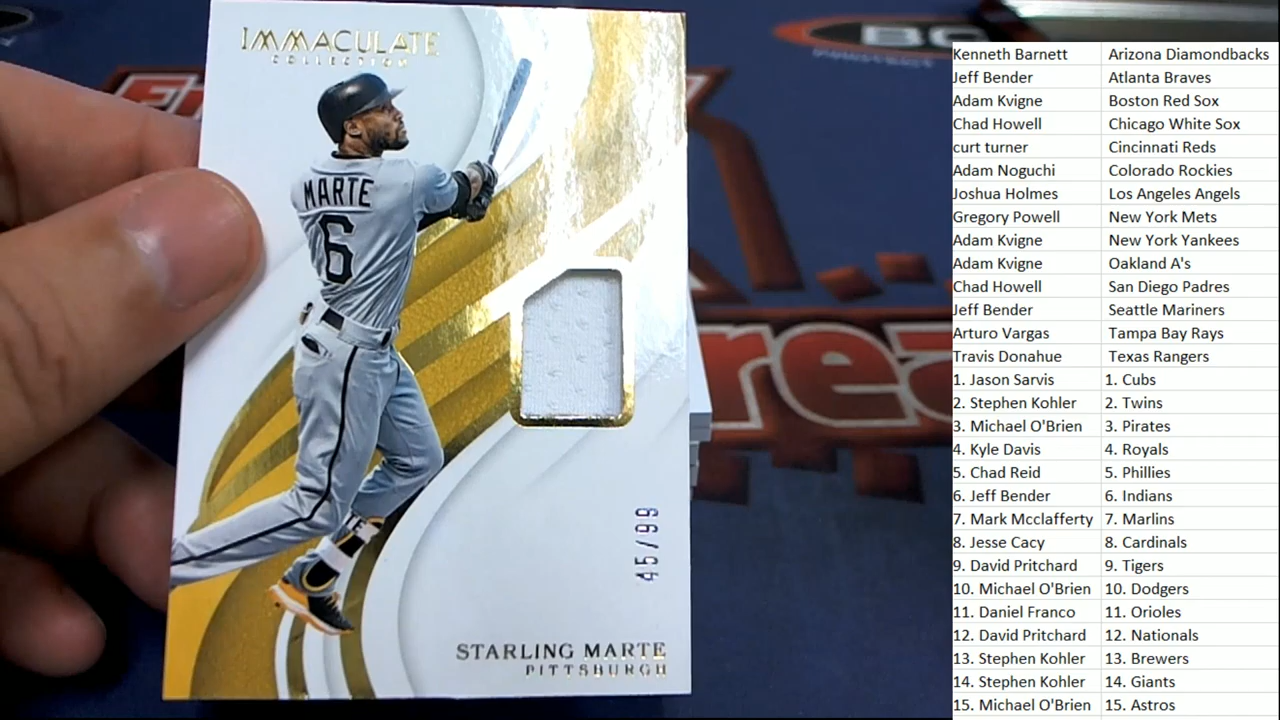 IMMACULATE
COLLECTION
MARTE
6
45/99
STARLING MARTE
PITTSBURGH
BC
rea
Kenneth Barnett Arizona Diamondbacks
Jeff Bender Atlanta Braves
Adam Kvigne Boston Red Sox
Chad Howell Chicago White Sox
curt turner Cincinnati Reds
Adam Noguchi Colorado Rockies
Joshua Holmes Los Angeles Angels
Gregory Powell New York Mets
Adam Kvigne New York Yankees
Adam Kvigne Oakland A's
Chad Howell San Diego Padres
Jeff Bender Seattle Mariners
Arturo Vargas Tampa Bay Rays
Travis Donahue Texas Rangers
1. Jason Sarvis 1. Cubs
2. Stephen Kohler 2. Twins
3. Michael O'Brien 3. Pirates
4. Kyle Davis 4. Royals
5. Chad Reid 5. Phillies
6. Jeff Bender 6. Indians
7. Mark Mcclafferty 7. Marlins
8. Jesse Cacy 8. Cardinals
9. David Pritchard 9. Tigers
10. Michael O'Brien 10. Dodgers
11. Daniel Franco 11. Orioles
12. David Pritchard 12. Nationals
13. Stephen Kohler 13. Brewers
14. Stephen Kohler 14. Giants
15. Michael O'Brien 15. Astros